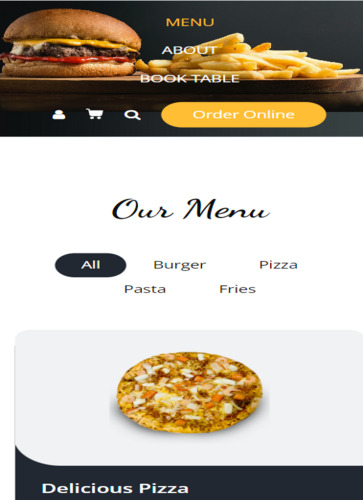 MENU
ABOUT
BOOK TABLE
Order Online
Our Menu
All Burger Pizza
Pasta Fries
Delicious Pizza